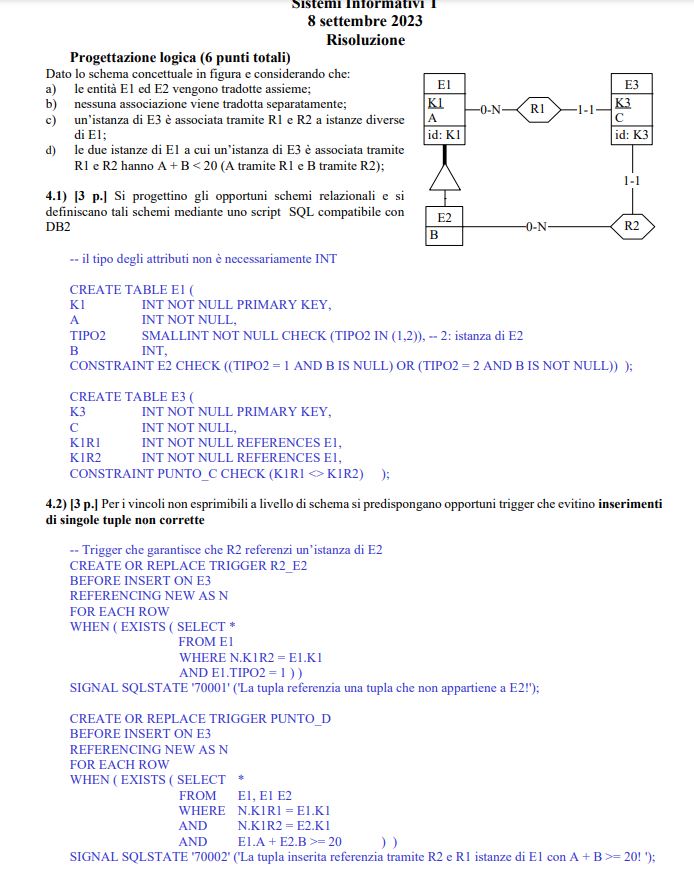 Sistemi Informativi T
8 settembre 2023
Risoluzione
Progettazione logica (6 punti totali)
Dato lo schema concettuale in figura e considerando che:
a) le entità E1 ed E2 vengono tradotte assieme;
b) nessuna associazione viene tradotta separatamente;
c) un'istanza di E3 è associata tramite R1 e R2 a istanze diverse
di E1;
d) le due istanze di E1 a cui un'istanza di E3 è associata tramite
R1 e R2 hanno A + B < 20 (A tramite R1 e B tramite R2);
E1
K1
A
id: K1
0-N
R1
1-1
E3
K3
C
id: K3
1-1
E2
B
0-N
R2
4.1) [3 p.] Si progettino gli opportuni schemi relazionali e si
definiscano tali schemi mediante uno script SQL compatibile con
DB2
-- il tipo degli attributi non è necessariamente INT
CREATE TABLE E1 (
K1 INT NOT NULL PRIMARY KEY,
A INT NOT NULL,
TIPO2 SMALLINT NOT NULL CHECK (TIPO2 IN (1,2)), -- 2: istanza di E2
B INT,
CONSTRAINT E2 CHECK ((TIPO2 = 1 AND B IS NULL) OR (TIPO2 = 2 AND B IS NOT NULL)) );
CREATE TABLE E3 (
K3 INT NOT NULL PRIMARY KEY,
C INT NOT NULL,
K1R1 INT NOT NULL REFERENCES E1,
K1R2 INT NOT NULL REFERENCES E1,
CONSTRAINT PUNTO_C CHECK (K1R1 <> K1R2) );
4.2) [3 p.] Per i vincoli non esprimibili a livello di schema si predispongano opportuni trigger che evitino inserimenti
di singole tuple non corrette
-- Trigger che garantisce che R2 referenzi un'istanza di E2
CREATE OR REPLACE TRIGGER R2_E2
BEFORE INSERT ON E3
REFERENCING NEW AS N
FOR EACH ROW
WHEN ( EXISTS ( SELECT *
FROM E1
WHERE N.K1R2 = E1.K1
AND E1.TIPO2 = 1 ) )
SIGNAL SQLSTATE '70001' ('La tupla referenzia una tupla che non appartiene a E2!');
CREATE OR REPLACE TRIGGER PUNTO_D
BEFORE INSERT ON E3
REFERENCING NEW AS N
FOR EACH ROW
WHEN ( EXISTS ( SELECT *
FROM E1, E1 E2
WHERE N.K1R1 = E1.K1
AND N.K1R2 = E2.K1
AND E1.A + E2.B >= 20 ) )
SIGNAL SQLSTATE '70002' ('La tupla inserita referenzia tramite R2 e R1 istanze di E1 con A + B >= 20! ');